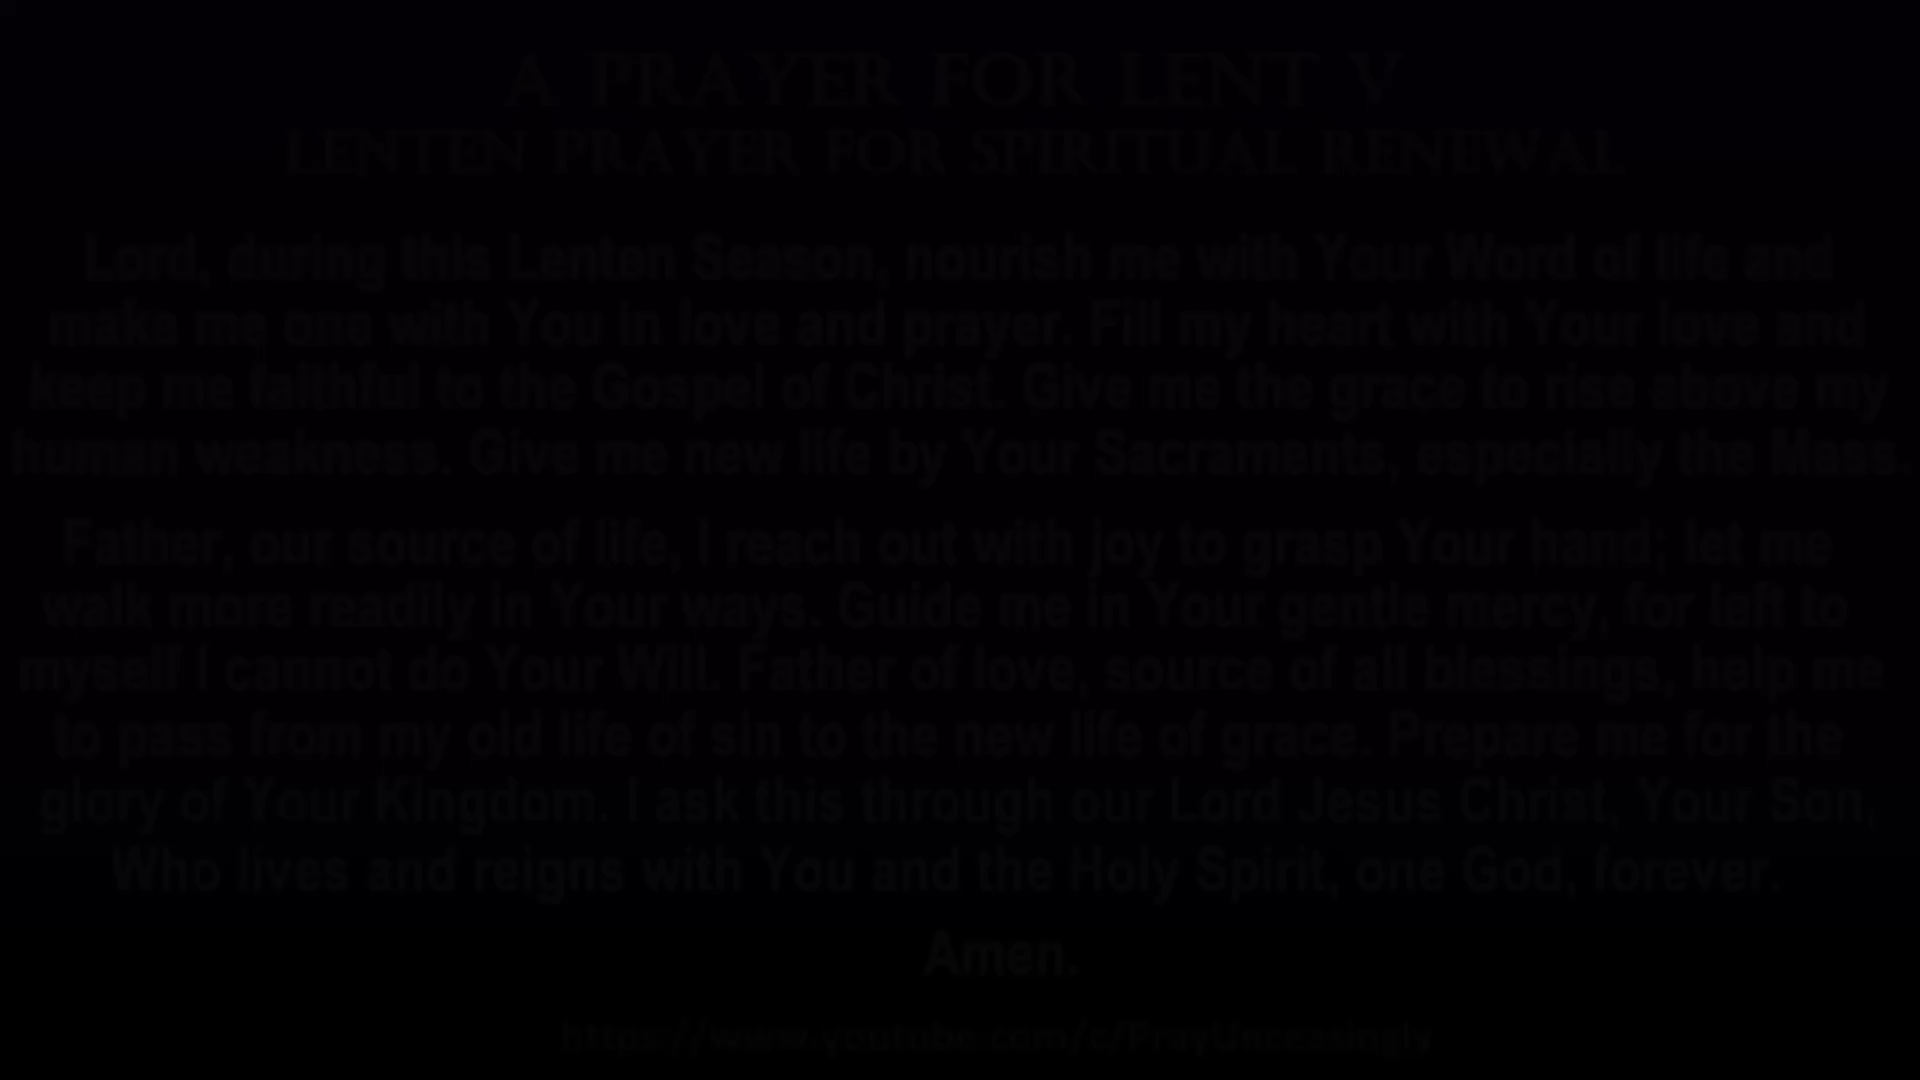 A PRAYER FOR LENT V
LENTEN PRAYER FOR SPIRITUAL RENEWAL
Lord, during this Lenten Season, nourish me with Your Word of life and
make me one with You in love and prayer. Fill my heart with Your love and
keep me faithful to the Gospel of Christ. Give me the grace to rise above my
human weakness. Give me new life by Your Sacraments, especially the Mass.
Father, our source of life, I reach out with joy to grasp Your hand; let me
walk more readily in Your ways. Guide me in Your gentle mercy, for left to
myself I cannot do Your Will. Father of love, source of all blessings, help me
to pass from my old life of sin to the new life of grace. Prepare me for the
glory of Your Kingdom. I ask this through our Lord Jesus Christ, Your Son,
Who lives and reigns with You and the Holy Spirit, one God, forever.
Amen.
https://www.youtube.com/c/PrayUnceasingly